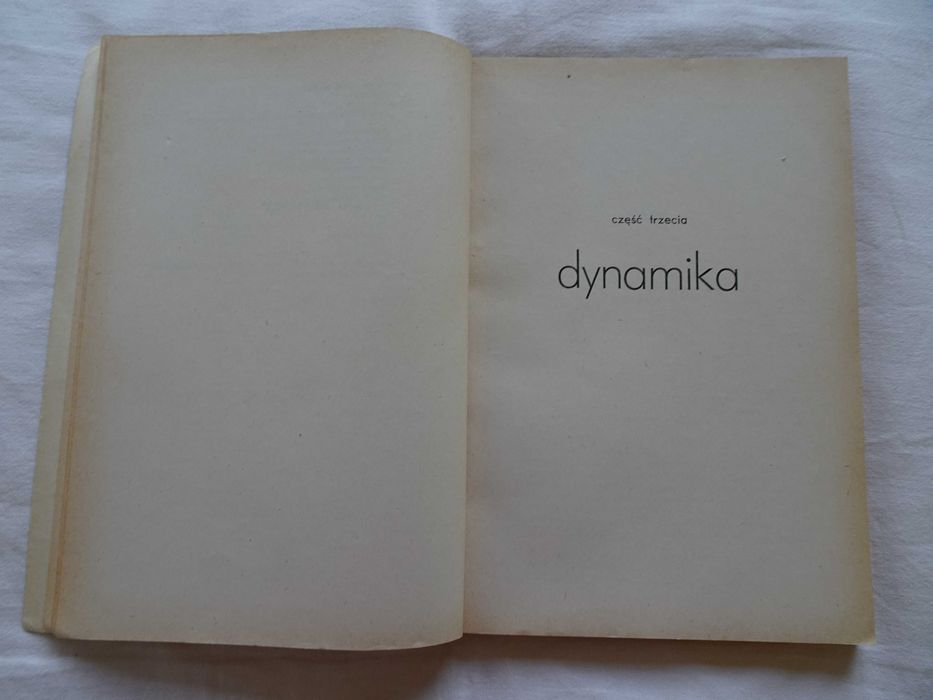 część trzecia
dynamika